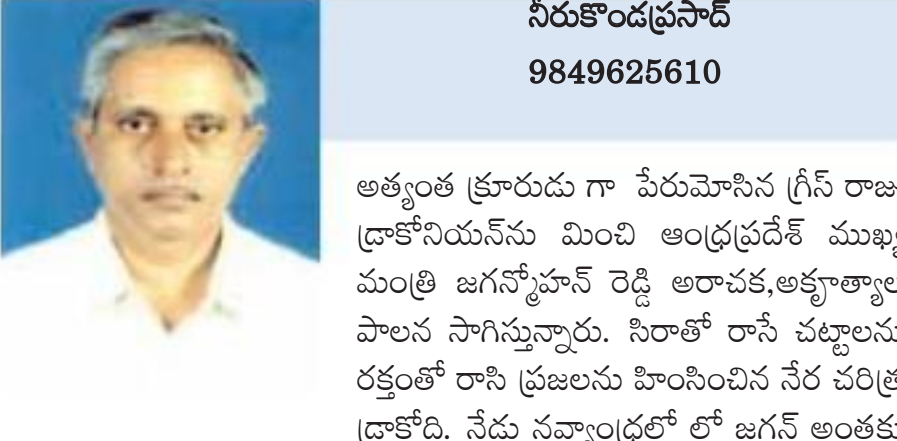 నీరుకొండప్రసాద్
9849625610
అత్యంత క్రూరుడు గా పేరుమోసిన గ్రీస్ రాజు
డ్రాకోనియన్‌ను మించి ఆంధ్రప్రదేశ్ ముఖ్య
మంత్రి జగన్మోహన్ రెడ్డి అరాచక,అకృత్యాల
పాలన సాగిస్తున్నారు. సిరాతో రాసే చట్టాలను
రక్తంతో రాసి ప్రజలను హింసించిన నేర చరిత్ర
డ్రాకోది. నేడు నవ్యాంధ్రలో లో జగన్ అంతకు